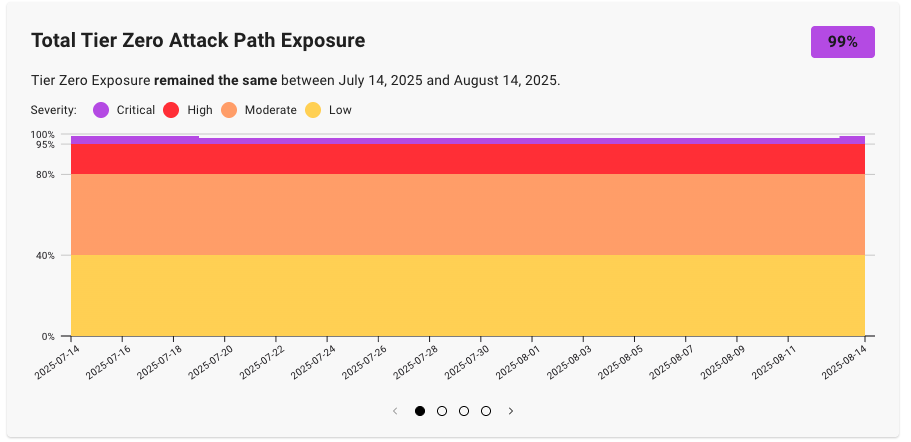 Total Tier Zero Attack Path Exposure
99%
Tier Zero Exposure remained the same between July 14, 2025 and August 14, 2025.
Severity: Critical High Moderate Low
100%
95%
80%
40%
0%
2025-07-14 2025-07-16 2025-07-18 2025-07-20 2025-07-22 2025-07-24 2025-07-26 2025-07-28 2025-07-30 2025-08-01 2025-08-03 2025-08-05 2025-08-07 2025-08-09 2025-08-11 2025-08-14